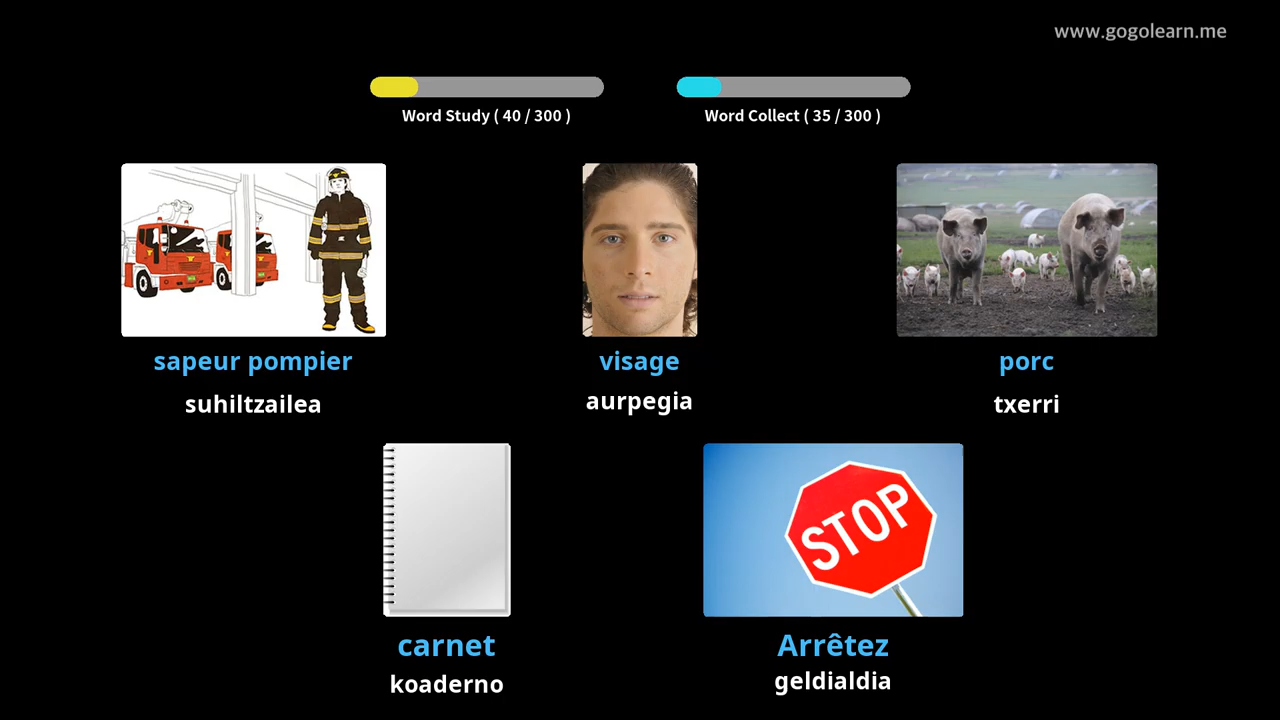 www.gogolearn.me
Word Study ( 40 / 300 )
Word Collect ( 35 / 300 )
sapeur pompier
suhiltzailea
visage
aurpegia
porc
txerri
carnet
koaderno
STOP
Arrêtez
geldialdia